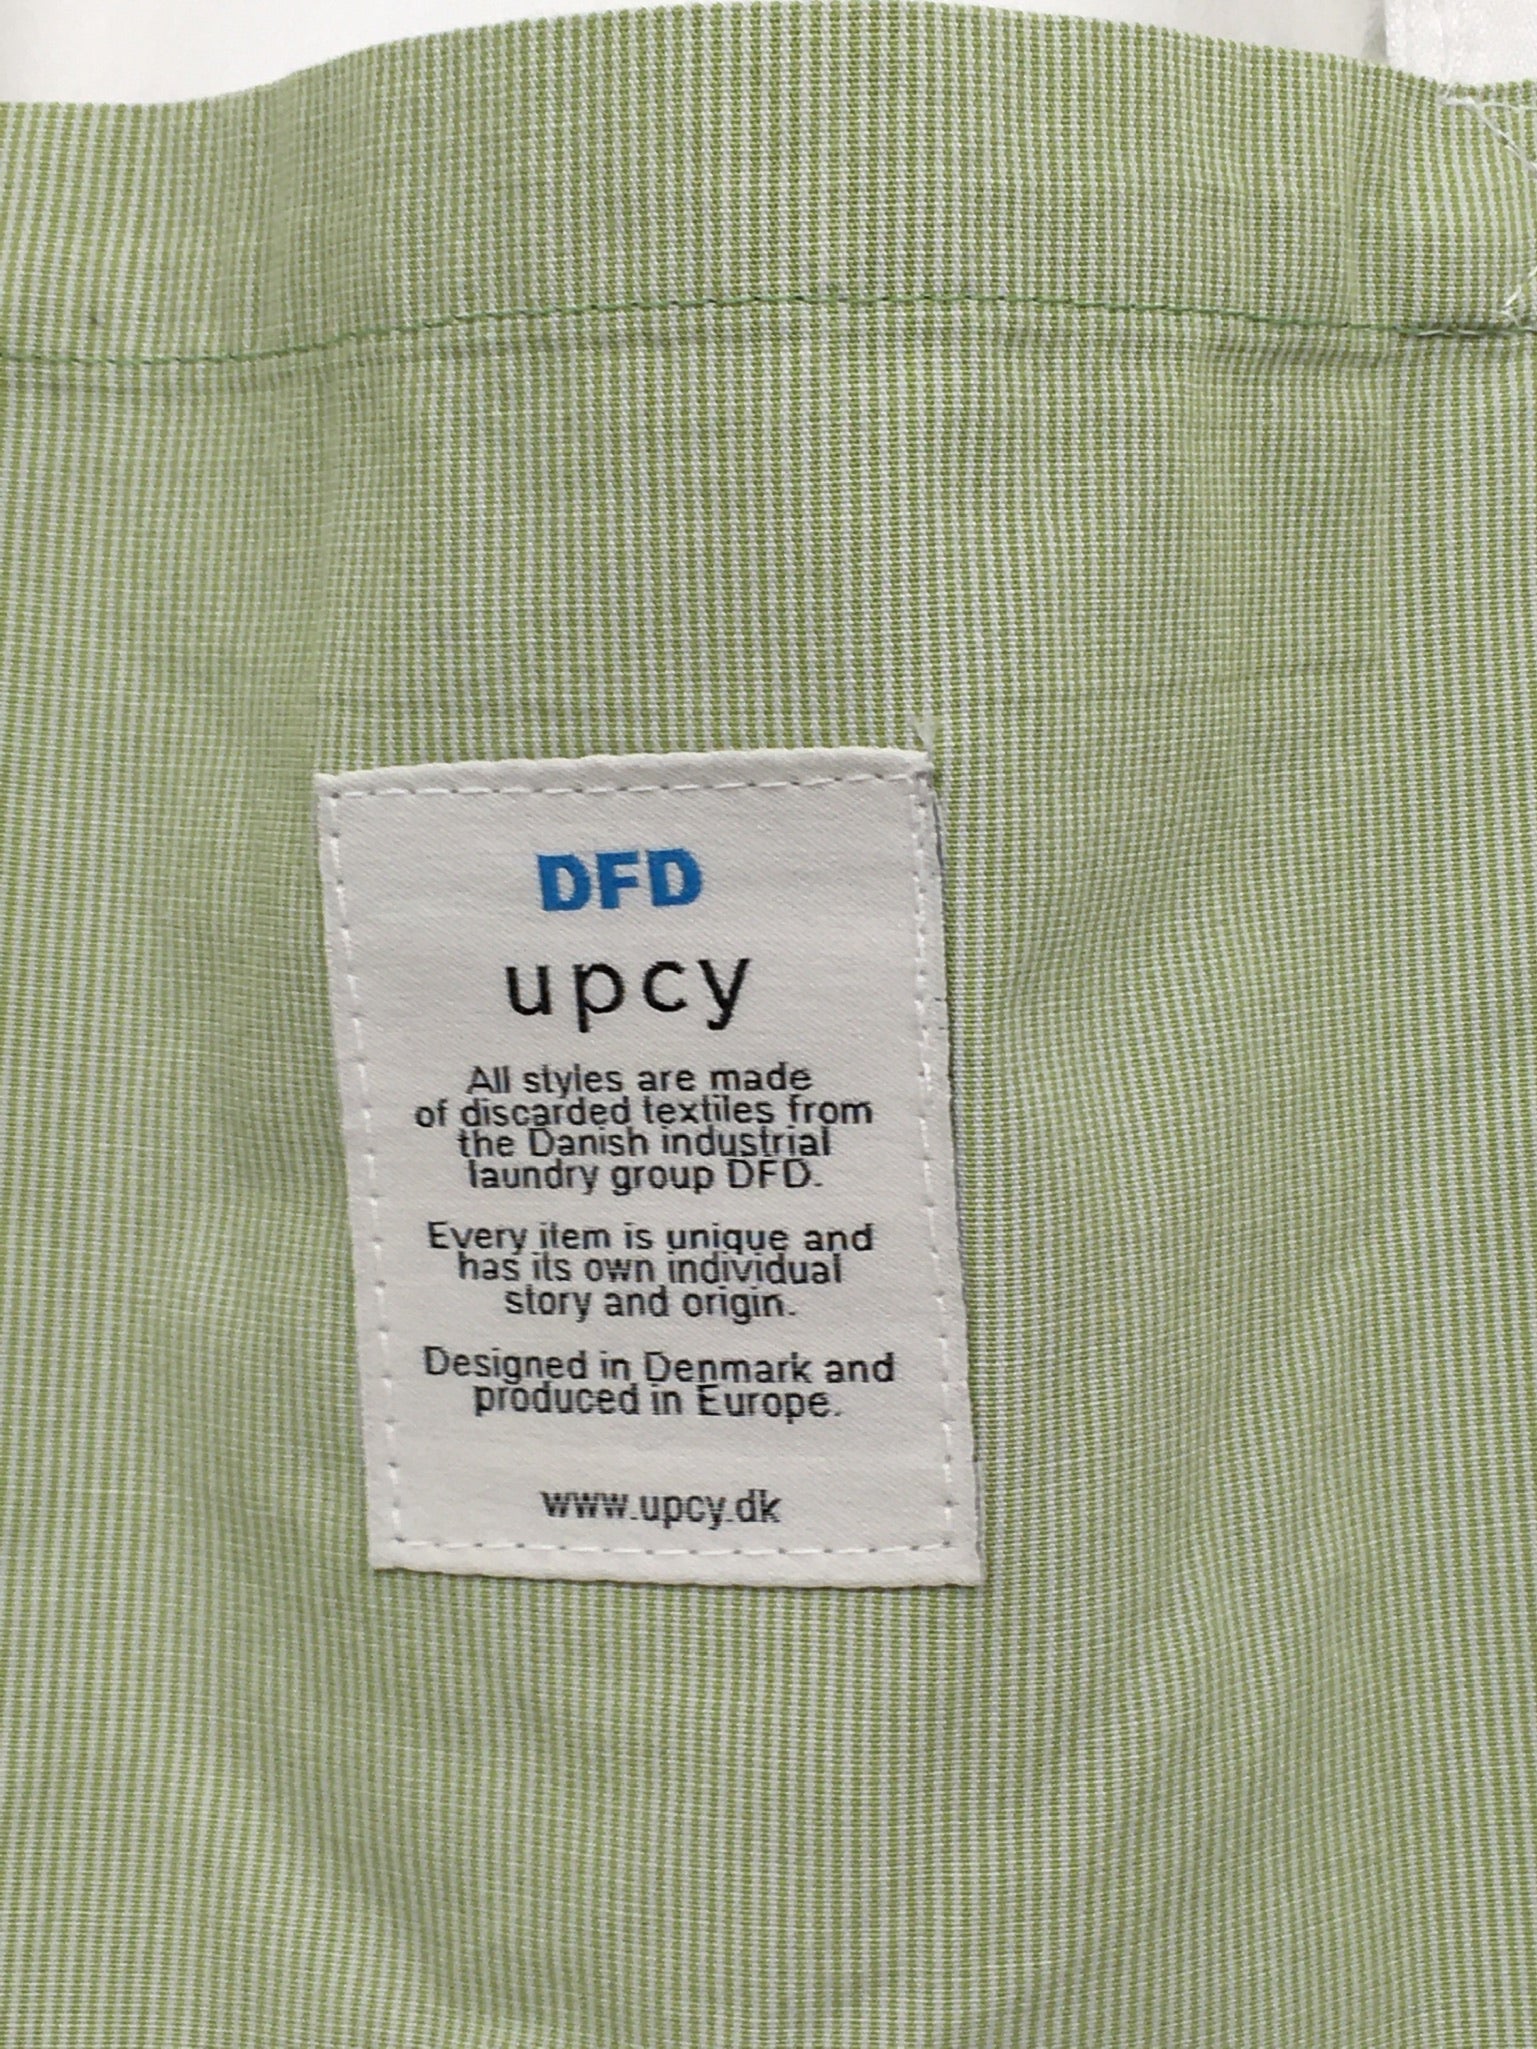 DFD
upcy
All styles are made
of discarded textiles from
the Danish industrial
laundry group DFD.
Every item is unique and
has its own individual
story and origin.
Designed in Denmark and
produced in Europe.
www.upcy.dk